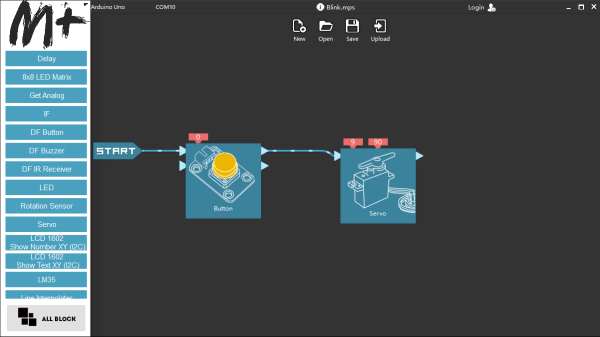 Arduino Uno
COM10
Blink.mps
Login
M+
New
Open
Save
Upload
Delay
8x8 LED Matrix
Get Analog
IF
DF Button
DF Buzzer
DF IR Receiver
LED
Rotation Sensor
Servo
LCD 1602
Show Number XY (I2C)
LCD 1602
Show Text XY (I2C)
LM35
Line Interpolater
ALL BLOCK
START
0
Button
9
90
Servo